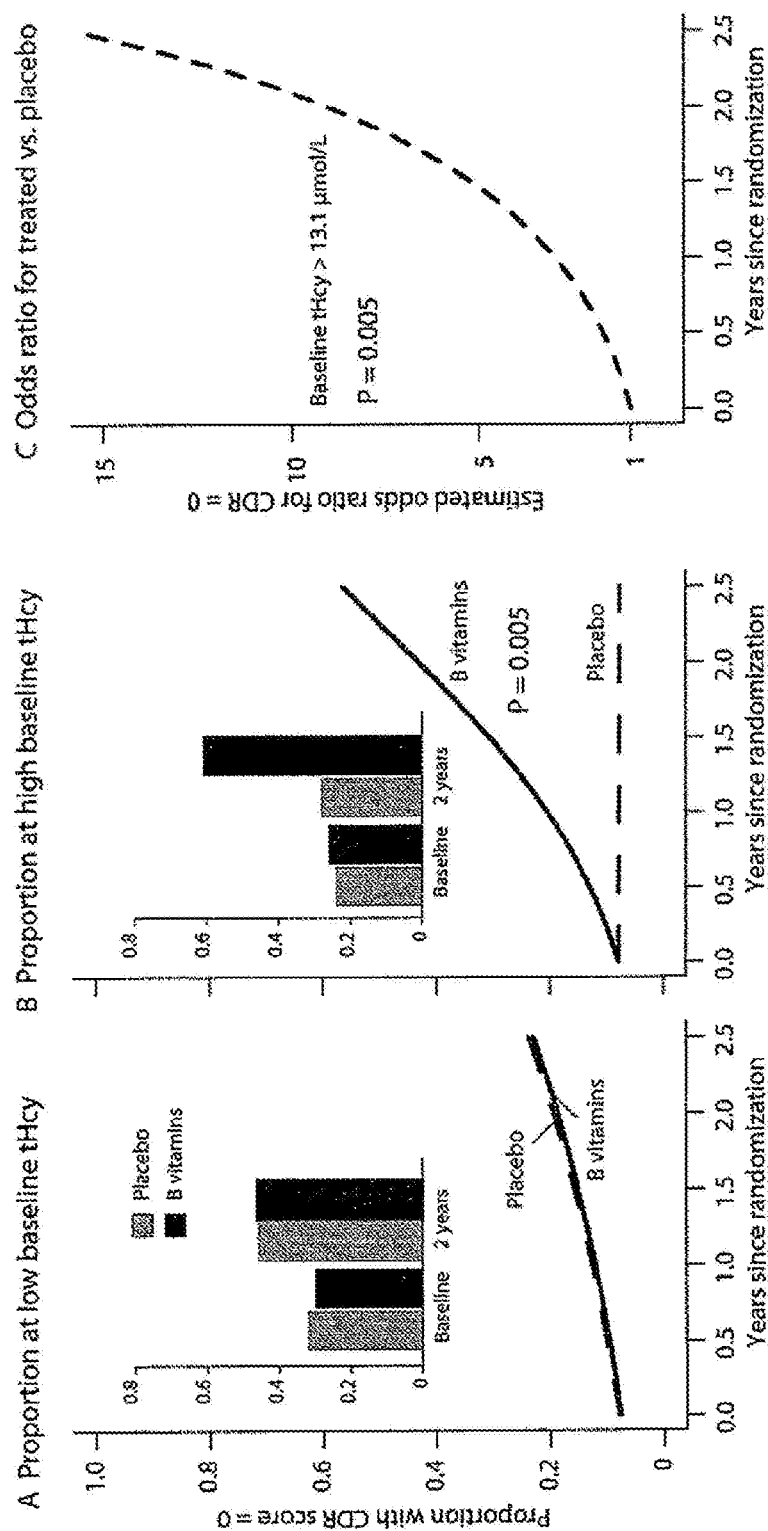 A Proportion at low baseline tHcy
Proportion with CDR score = 0
1.0
0.8
0.6
0.4
0.2
0
0.8
0.6
0.4
0.2
0
Baseline 2 years
Placebo
B vitamins
Placebo
B vitamins
0.0 0.5 1.0 1.5 2.0 2.5
Years since randomization
B Proportion at high baseline tHcy
0.8
0.6
0.4
0.2
0
Baseline 2 years
B vitamins
P = 0.005
Placebo
0.0 0.5 1.0 1.5 2.0 2.5
Years since randomization
C Odds ratio for treated vs. placebo
Estimated odds ratio for CDR = 0
15
10
5
1
Baseline tHcy > 13.1 µmol/L
P = 0.005
0.0 0.5 1.0 1.5 2.0 2.5
Years since randomization